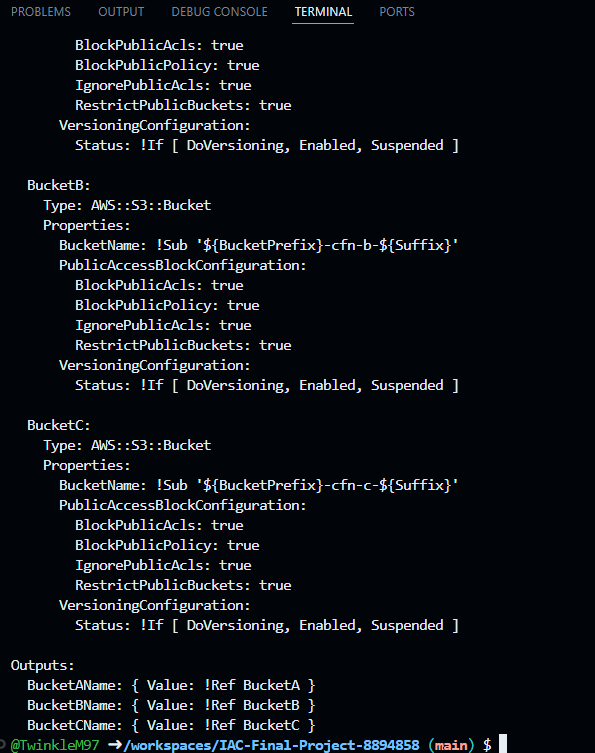 PROBLEMS OUTPUT DEBUG CONSOLE TERMINAL PORTS
        BlockPublicAcls: true
        BlockPublicPolicy: true
        IgnorePublicAcls: true
        RestrictPublicBuckets: true
      VersioningConfiguration:
        Status: !If [ DoVersioning, Enabled, Suspended ]

  BucketB:
    Type: AWS::S3::Bucket
    Properties:
      BucketName: !Sub '${BucketPrefix}-cfn-b-${Suffix}'
      PublicAccessBlockConfiguration:
        BlockPublicAcls: true
        BlockPublicPolicy: true
        IgnorePublicAcls: true
        RestrictPublicBuckets: true
      VersioningConfiguration:
        Status: !If [ DoVersioning, Enabled, Suspended ]

  BucketC:
    Type: AWS::S3::Bucket
    Properties:
      BucketName: !Sub '${BucketPrefix}-cfn-c-${Suffix}'
      PublicAccessBlockConfiguration:
        BlockPublicAcls: true
        BlockPublicPolicy: true
        IgnorePublicAcls: true
        RestrictPublicBuckets: true
      VersioningConfiguration:
        Status: !If [ DoVersioning, Enabled, Suspended ]

Outputs:
  BucketAName: { Value: !Ref BucketA }
  BucketBName: { Value: !Ref BucketB }
  BucketCName: { Value: !Ref BucketC }
@TwinkleM97 ➜/workspaces/IAC-Final-Project-8894858 (main) $